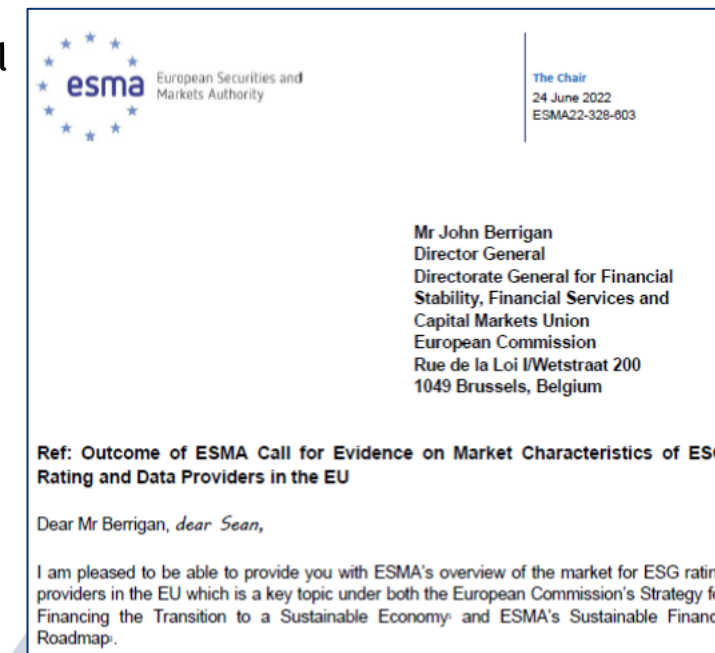 l
esma
European Securities and
Markets Authority
The Chair
24 June 2022
ESMA22-328-603
Mr John Berrigan
Director General
Directorate General for Financial
Stability, Financial Services and
Capital Markets Union
European Commission
Rue de la Loi I/Wetstraat 200
1049 Brussels, Belgium
Ref: Outcome of ESMA Call for Evidence on Market Characteristics of ES
Rating and Data Providers in the EU
Dear Mr Berrigan, dear Sean,
I am pleased to be able to provide you with ESMA's overview of the market for ESG ratin
providers in the EU which is a key topic under both the European Commission's Strategy fo
Financing the Transition to a Sustainable Economy and ESMA's Sustainable Financ
Roadmap.